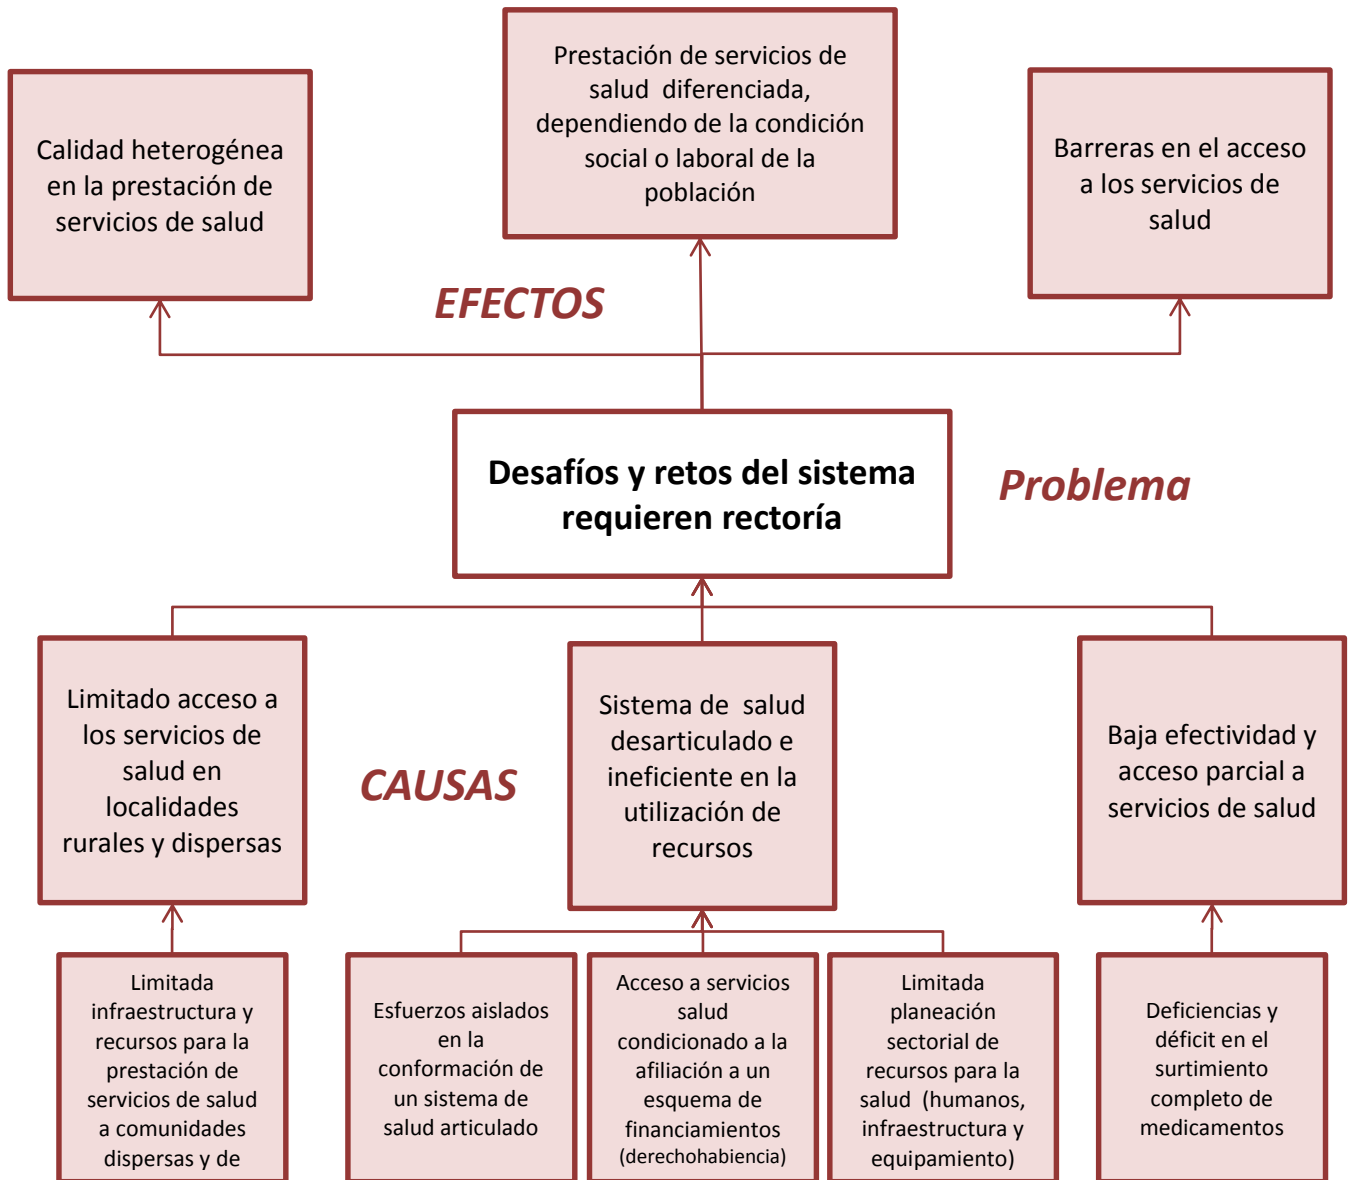 Calidad heterogénea
en la prestación de
servicios de salud
Prestación de servicios de
salud diferenciada,
dependiendo de la condición
social o laboral de la
población
Barreras en el acceso
a los servicios de
salud
EFECTOS
Desafíos y retos del sistema
requieren rectoría
Problema
Limitado acceso a
los servicios de
salud en
localidades
rurales y dispersas
CAUSAS
Sistema de salud
desarticulado e
ineficiente en la
utilización de
recursos
Baja efectividad y
acceso parcial a
servicios de salud
Limitada
infraestructura y
recursos para la
prestación de
servicios de salud
a comunidades
dispersas y de
Esfuerzos aislados
en la
conformación de
un sistema de
salud articulado
Acceso a servicios
salud
condicionado a la
afiliación a un
esquema de
financiamientos
(derechohabiencia)
Limitada
planeación
sectorial de
recursos para la
salud (humanos,
infraestructura y
equipamiento)
Deficiencias y
déficit en el
surtimiento
completo de
medicamentos